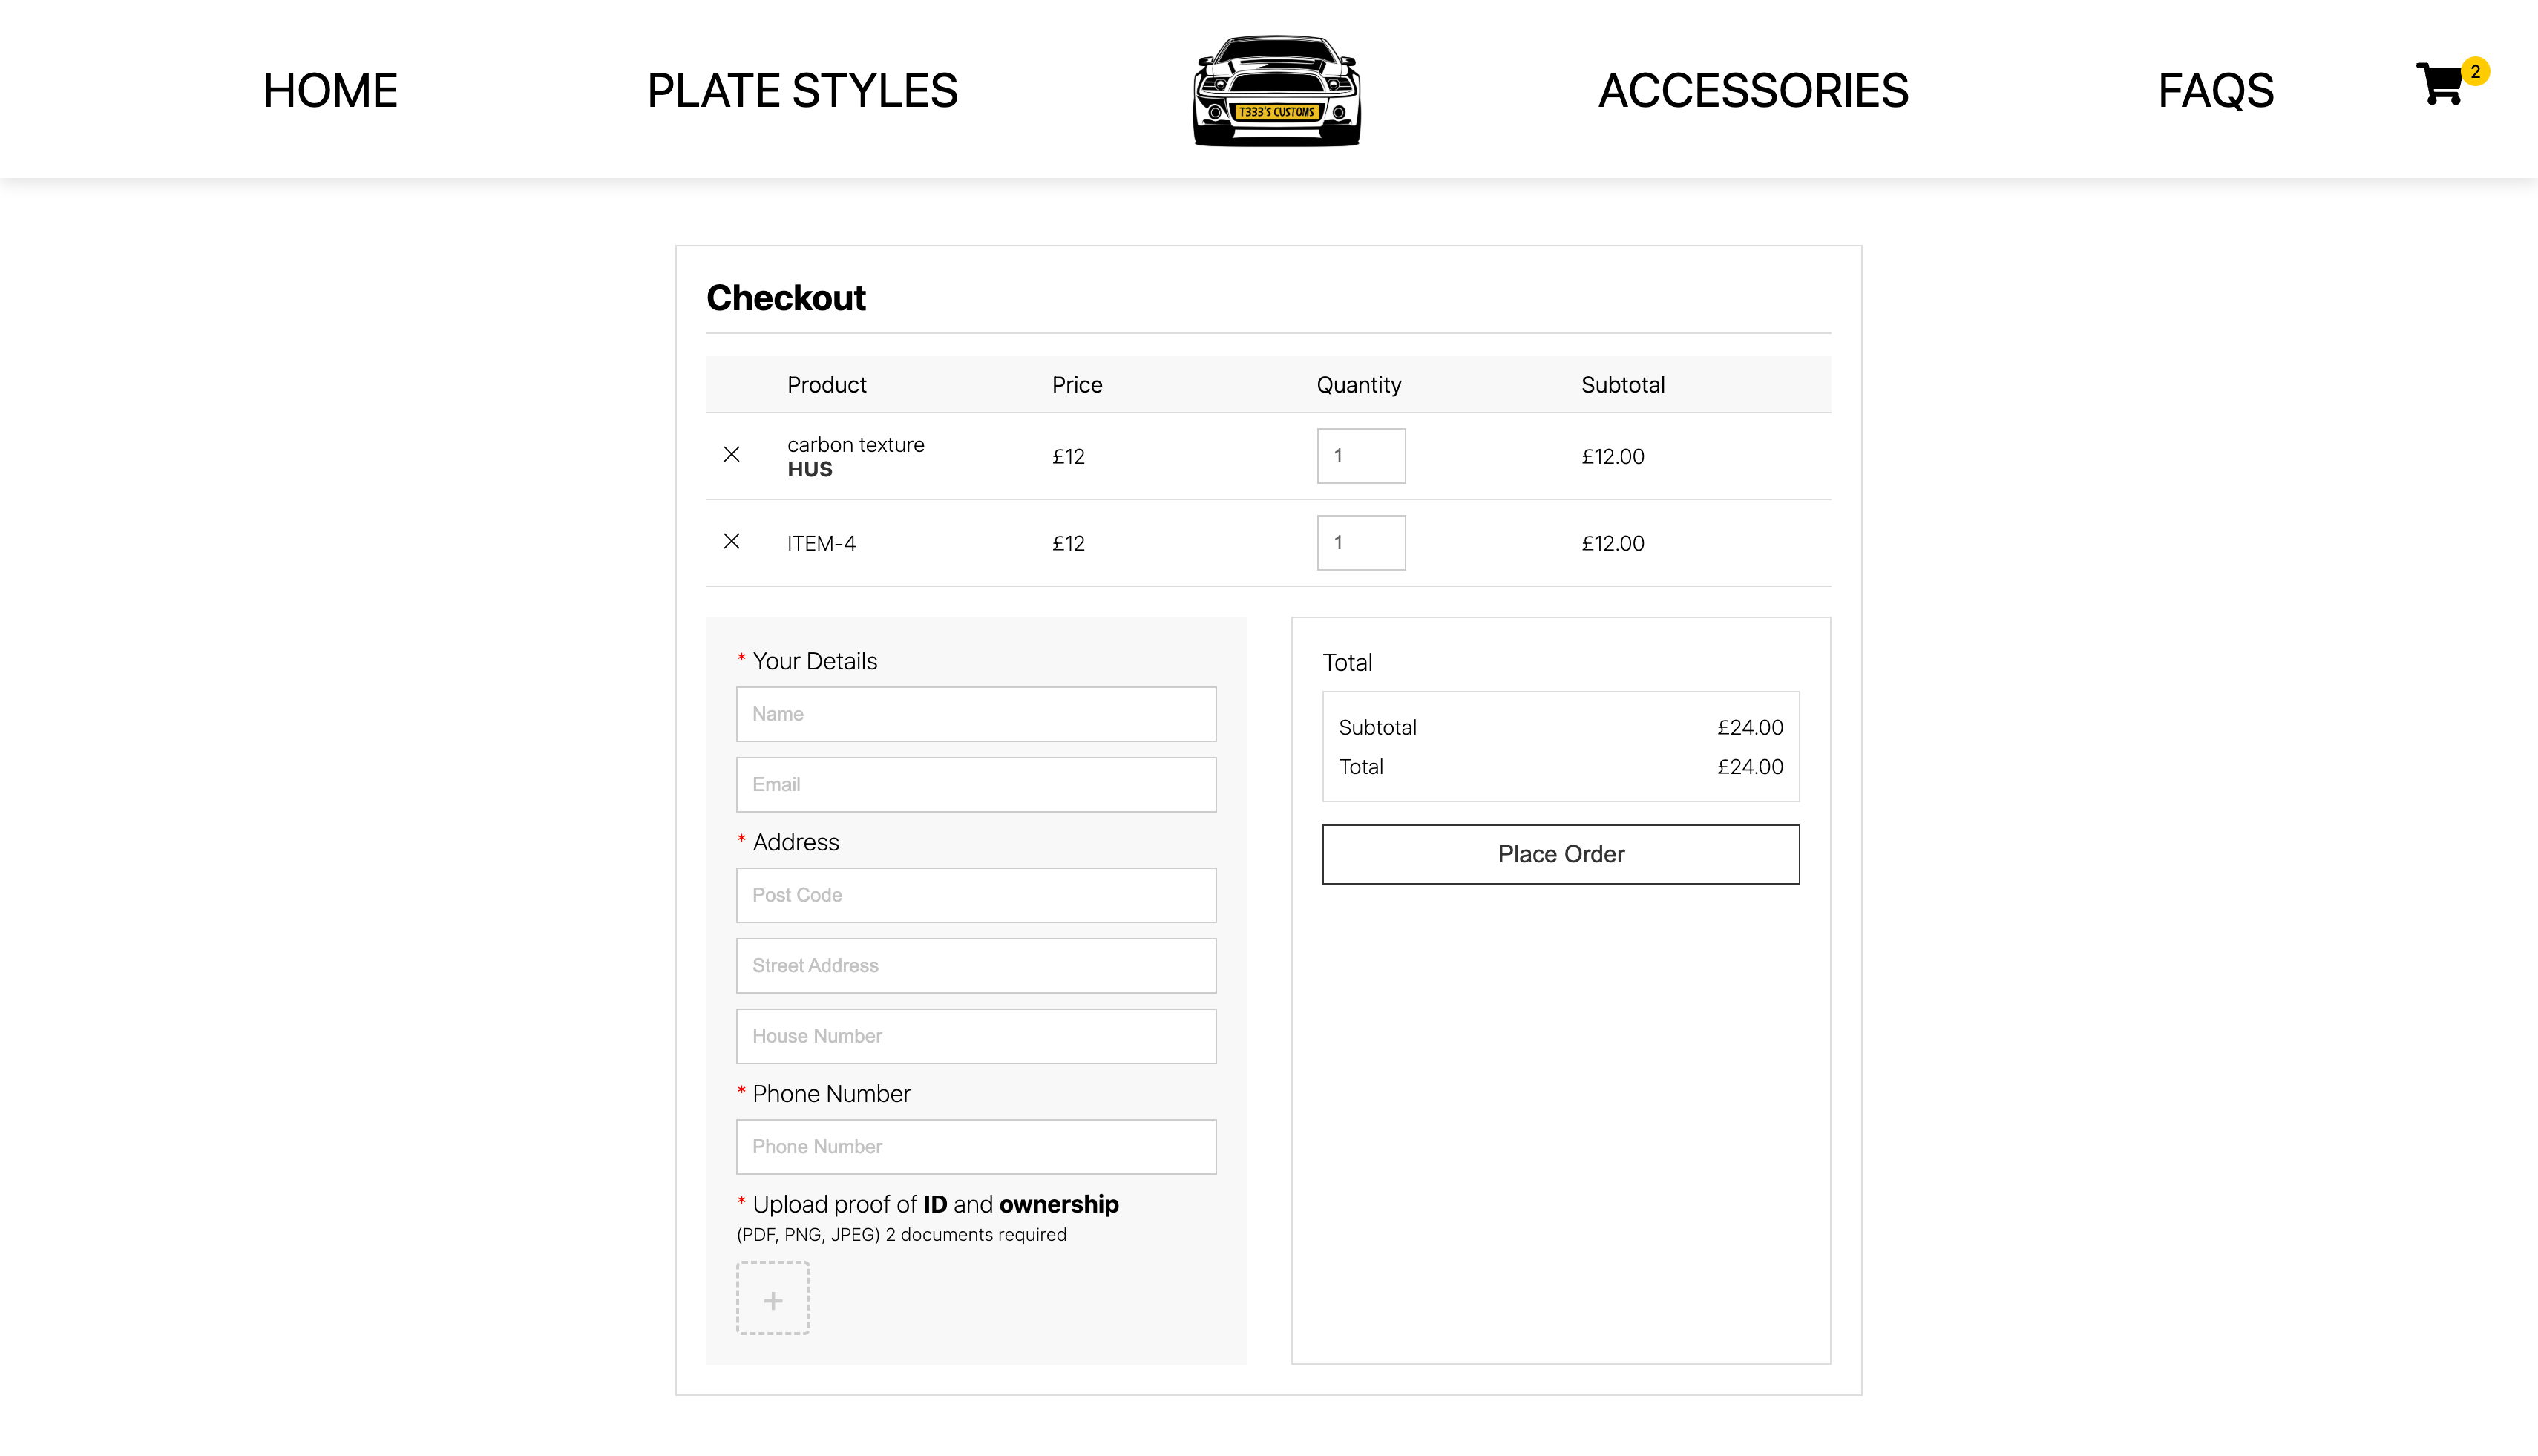 HOME PLATE STYLES T333'S CUSTOMS ACCESSORIES FAQS 2
Checkout
Product Price Quantity Subtotal
carbon texture
HUS
£12 1 £12.00
ITEM-4 £12 1 £12.00
* Your Details
Name
Email
* Address
Post Code
Street Address
House Number
* Phone Number
Phone Number
* Upload proof of ID and ownership
(PDF, PNG, JPEG) 2 documents required
+
Total
Subtotal £24.00
Total £24.00
Place Order